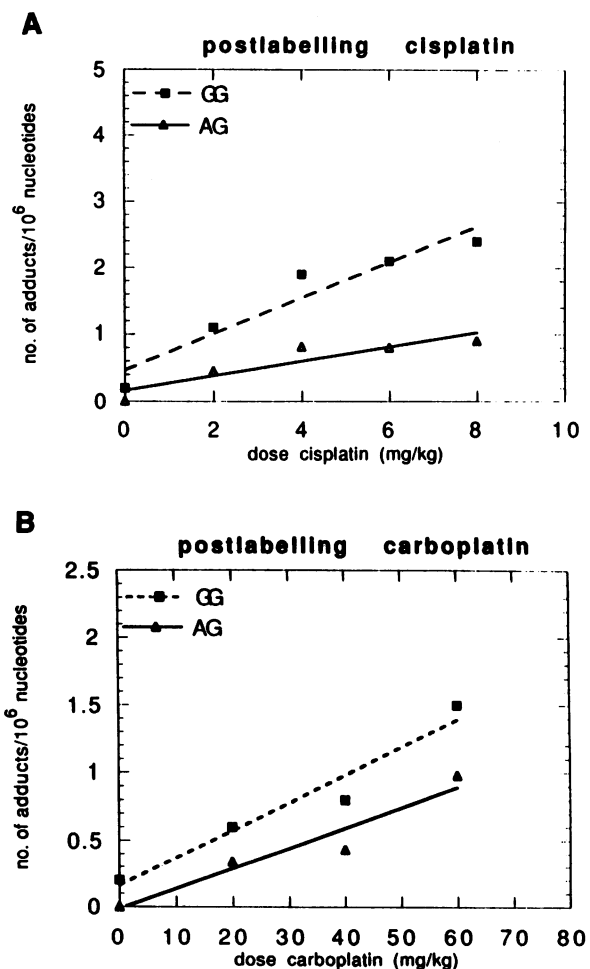 A
postlabelling cisplatin
no. of adducts/10⁶ nucleotides
5
4
3
2
1
0
GG
AG
0 2 4 6 8 10
dose cisplatin (mg/kg)
B
postlabelling carboplatin
no. of adducts/10⁶ nucleotides
2.5
2
1.5
1
0.5
0
GG
AG
0 10 20 30 40 50 60 70 80
dose carboplatin (mg/kg)